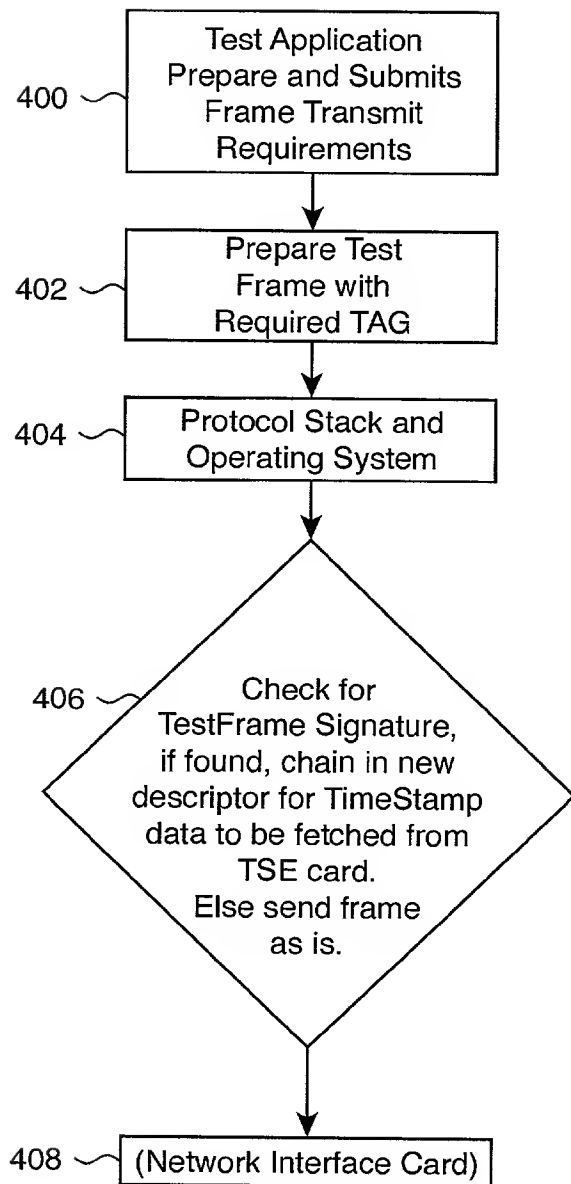 400
Test Application
Prepare and Submits
Frame Transmit
Requirements
402
Prepare Test
Frame with
Required TAG
404
Protocol Stack and
Operating System
406
Check for
TestFrame Signature,
if found, chain in new
descriptor for TimeStamp
data to be fetched from
TSE card.
Else send frame
as is.
408
(Network Interface Card)